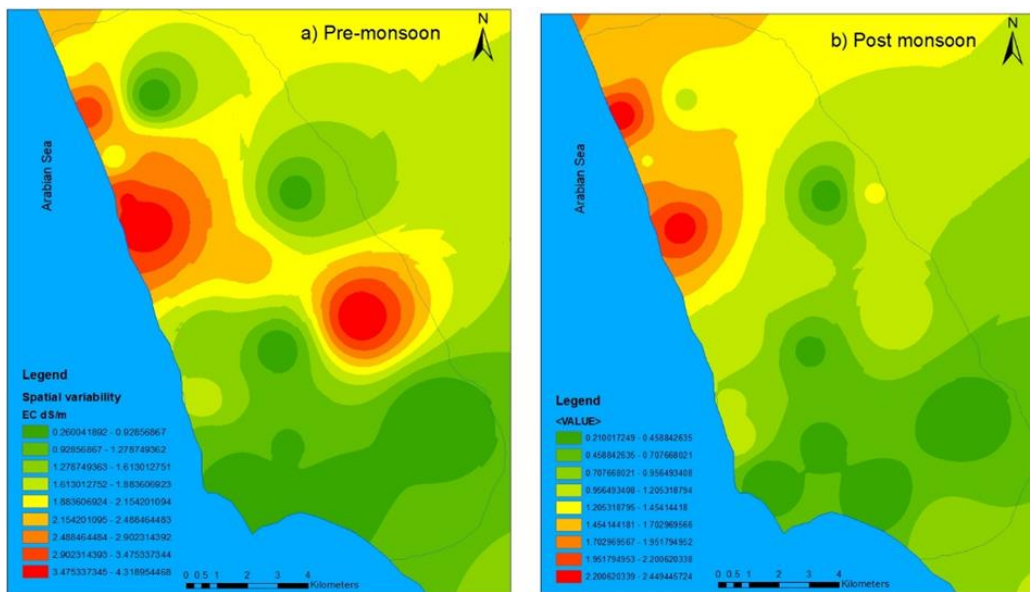 a) Pre-monsoon
N
Arabian Sea
Legend
Spatial variability
EC dS/m
0.260041892 - 0.92856867
0.92856867 - 1.278749362
1.278749363 - 1.613012751
1.613012752 - 1.883606923
1.883606924 - 2.154201094
2.154201095 - 2.488464483
2.488464484 - 2.902314392
2.902314393 - 3.475337344
3.475337345 - 4.318954468
0 0.5 1 2 3 4
Kilometers
b) Post monsoon
N
Arabian Sea
Legend
<VALUE>
0.210017249 - 0.458842635
0.458842635 - 0.707668021
0.707668021 - 0.956493408
0.956493408 - 1.205318794
1.205318795 - 1.45414418
1.454144181 - 1.702969566
1.702969567 - 1.951794952
1.951794953 - 2.200620338
2.200620339 - 2.449445724
0 0.5 1 2 3 4
Kilometers